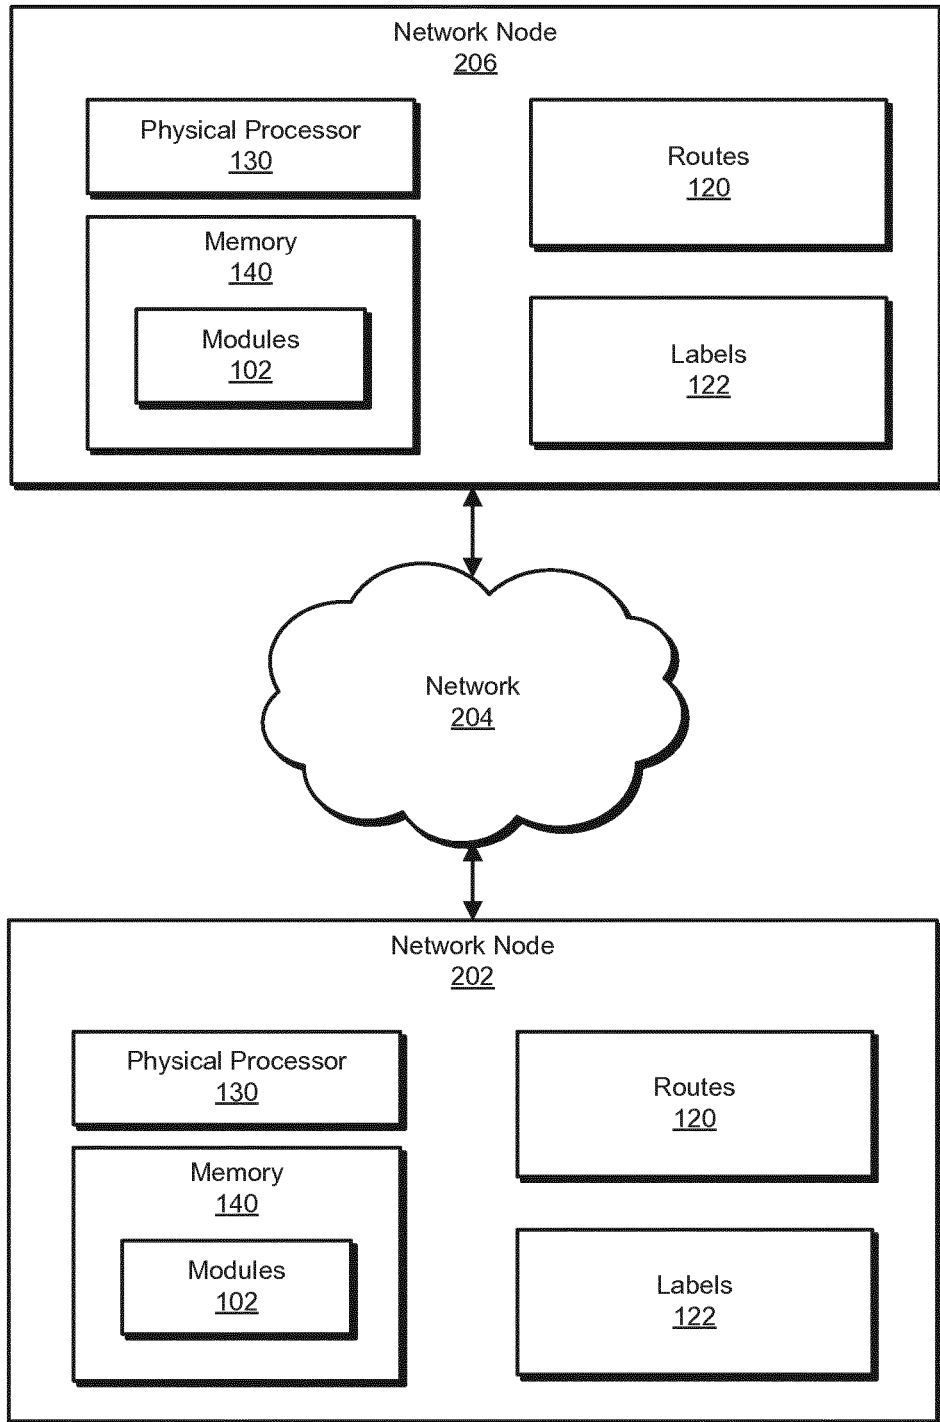 Network Node
206
Physical Processor
130
Memory
140
Modules
102
Routes
120
Labels
122
Network
204
Network Node
202
Physical Processor
130
Memory
140
Modules
102
Routes
120
Labels
122